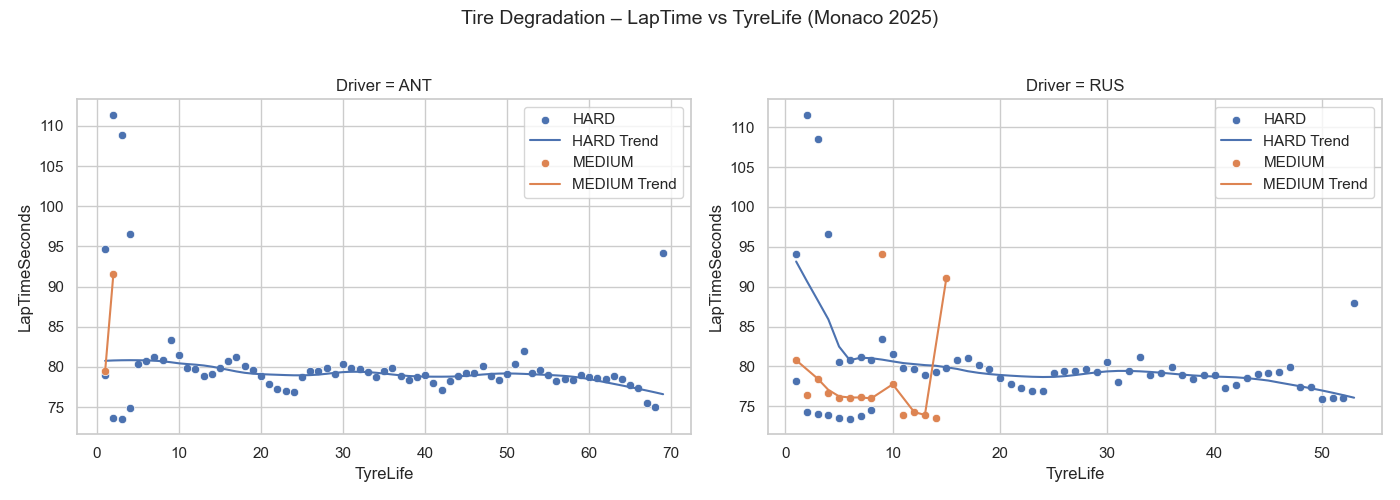 Tire Degradation – LapTime vs TyreLife (Monaco 2025)
Driver = ANT
LapTimeSeconds
110
105
100
95
90
85
80
75
0 10 20 30 40 50 60 70
TyreLife
HARD
HARD Trend
MEDIUM
MEDIUM Trend
Driver = RUS
LapTimeSeconds
110
105
100
95
90
85
80
75
0 10 20 30 40 50
TyreLife
HARD
HARD Trend
MEDIUM
MEDIUM Trend